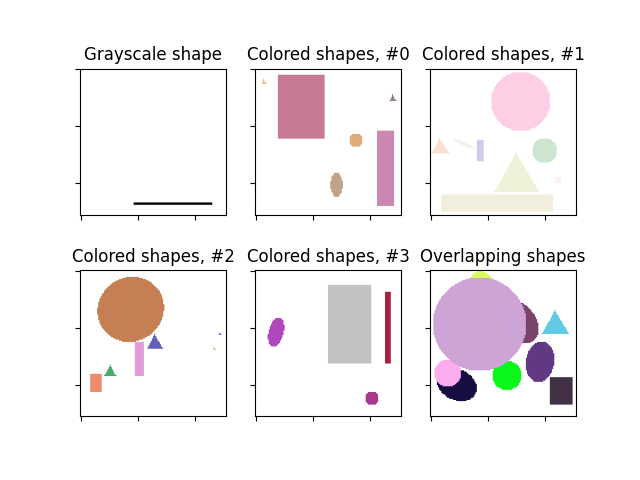 Grayscale shape
Colored shapes, #0
Colored shapes, #1
Colored shapes, #2
Colored shapes, #3
Overlapping shapes